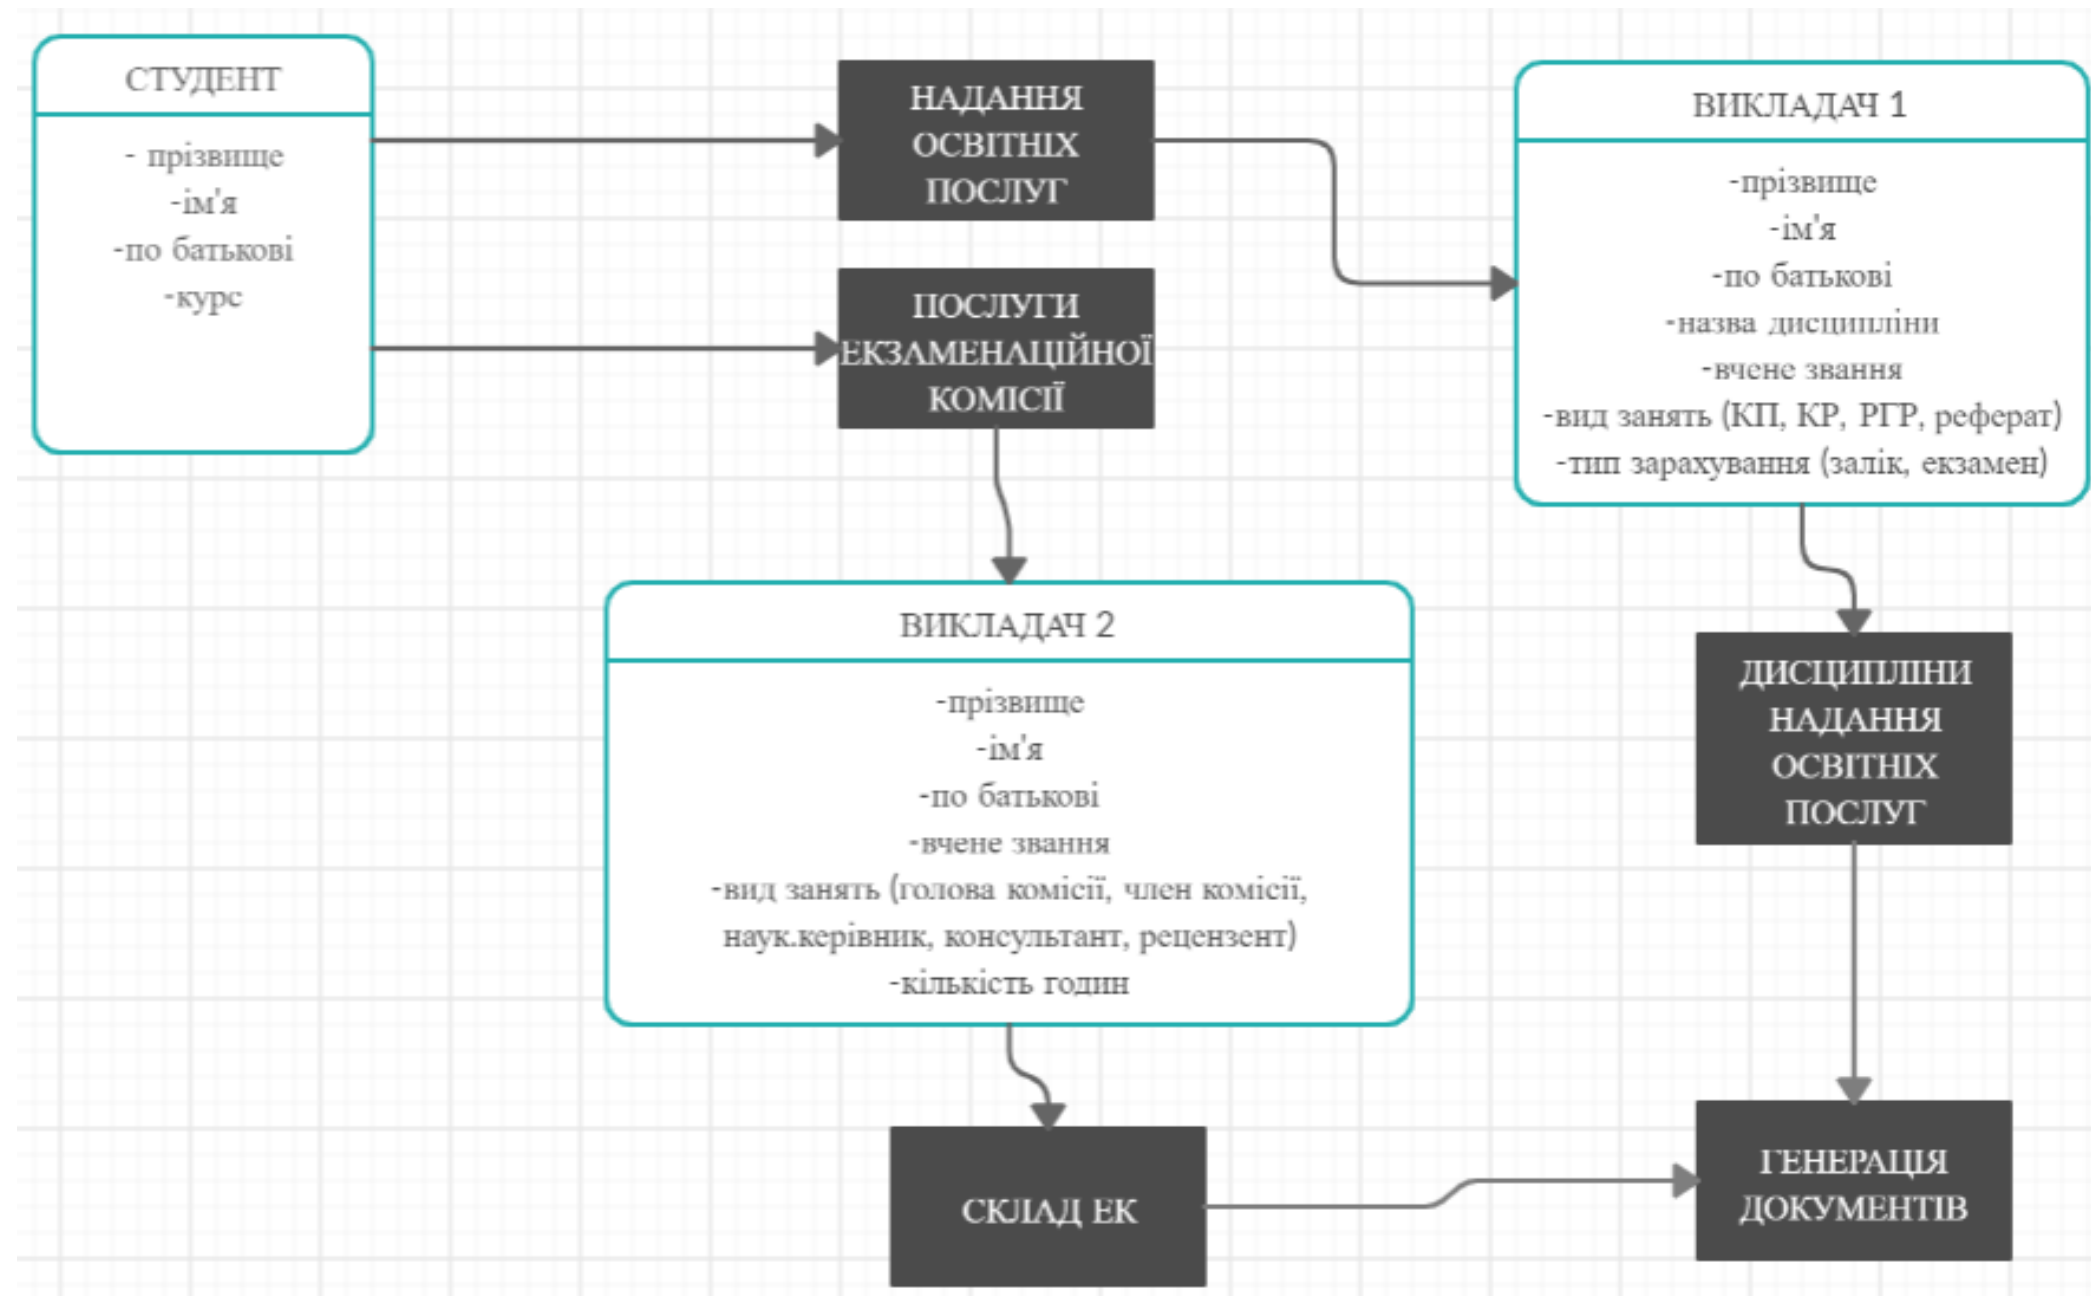 СТУДЕНТ
- прізвище
-ім'я
-по батькові
-курс
НАДАННЯ
ОСВІТНІХ
ПОСЛУГ
ПОСЛУГИ
ЕКЗАМЕНАЦІЙНОЇ
КОМІСІЇ
ВИКЛАДАЧ 1
-прізвище
-ім'я
-по батькові
-назва дисципліни
-вчене звання
-вид занять (КП, КР, РГР, реферат)
-тип зарахування (залік, екзамен)
ВИКЛАДАЧ 2
-прізвище
-ім'я
-по батькові
-вчене звання
-вид занять (голова комісії, член комісії,
наук.керівник, консультант, рецензент)
-кількість годин
ДИСЦИПЛІНИ
НАДАННЯ
ОСВІТНІХ
ПОСЛУГ
СКЛАД ЕК
ГЕНЕРАЦІЯ
ДОКУМЕНТІВ